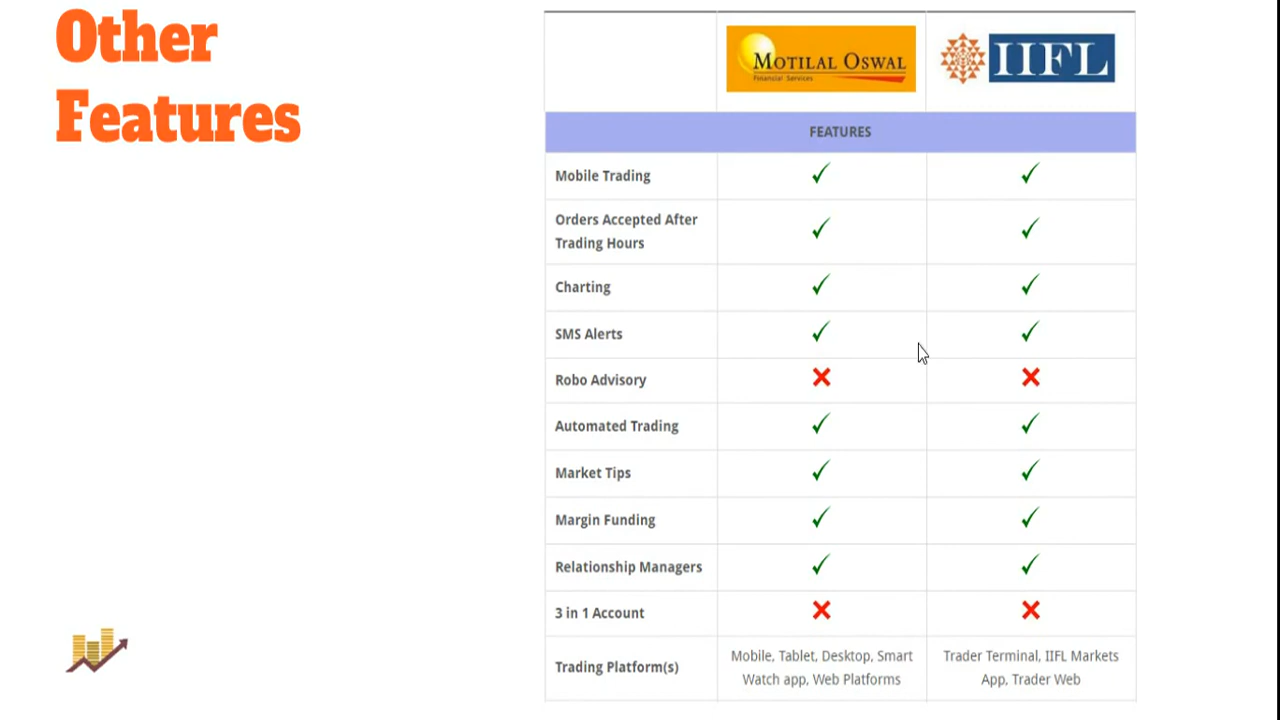 Other
Features
MOTILAL OSWAL
Financial Services
IIFL
FEATURES
Mobile Trading
Orders Accepted After
Trading Hours
Charting
SMS Alerts
Robo Advisory
Automated Trading
Market Tips
Margin Funding
Relationship Managers
3 in 1 Account
Trading Platform(s)
Mobile, Tablet, Desktop, Smart
Watch app, Web Platforms
Trader Terminal, IIFL Markets
App, Trader Web